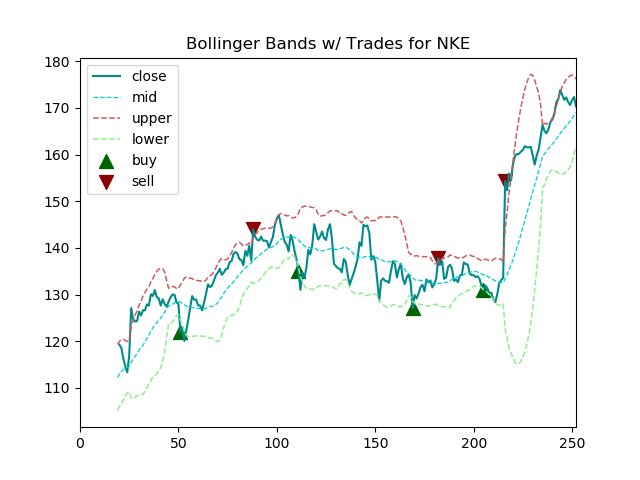 Bollinger Bands w/ Trades for NKE
180
170
160
150
140
130
120
110
close
mid
upper
lower
buy
sell
0 50 100 150 200 250